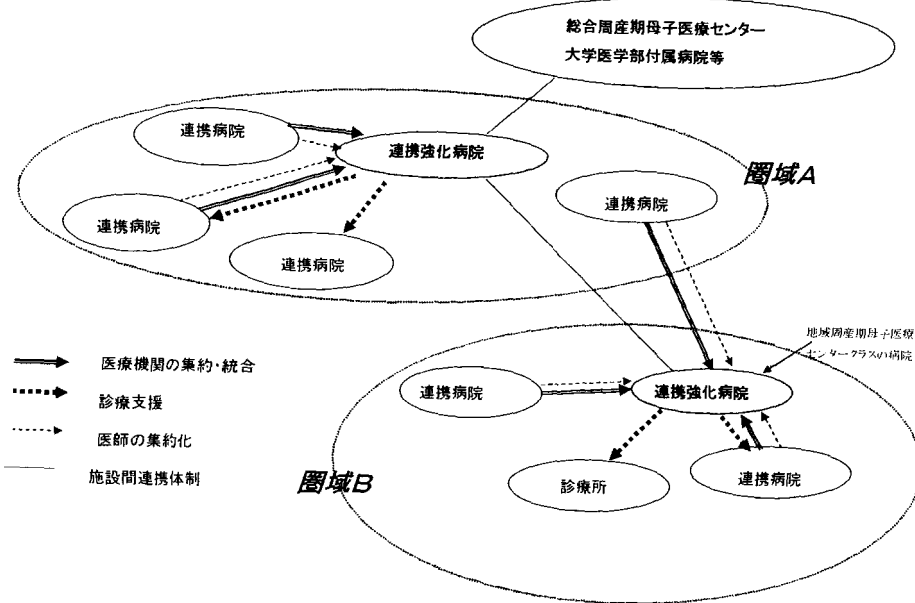 総合周産期母子医療センター
大学医学部付属病院等
連携病院
連携強化病院
圏域A
連携病院
連携病院
連携病院
地域周産期母子医療
センタークラスの病院
医療機関の集約・統合
連携病院
連携強化病院
診療支援
医師の集約化
施設間連携体制
圏域B
診療所
連携病院